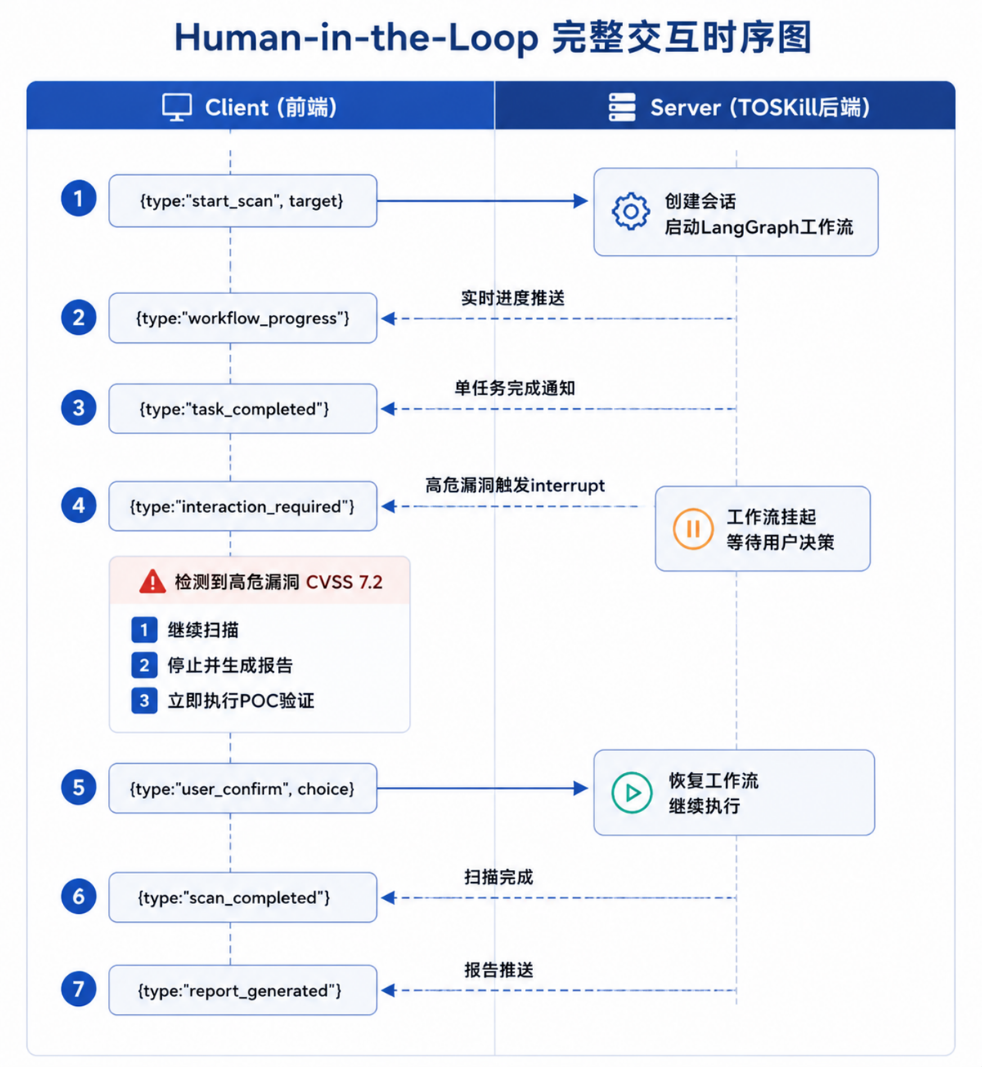 Human-in-the-Loop 完整交互时序图
Client (前端)
Server (TOSKill后端)
1
{type:"start_scan", target}
创建会话
启动LangGraph工作流
2
{type:"workflow_progress"}
实时进度推送
3
{type:"task_completed"}
单任务完成通知
4
{type:"interaction_required"}
高危漏洞触发interrupt
工作流挂起
等待用户决策
检测到高危漏洞 CVSS 7.2
1 继续扫描
2 停止并生成报告
3 立即执行POC验证
5
{type:"user_confirm", choice}
恢复工作流
继续执行
6
{type:"scan_completed"}
扫描完成
7
{type:"report_generated"}
报告推送